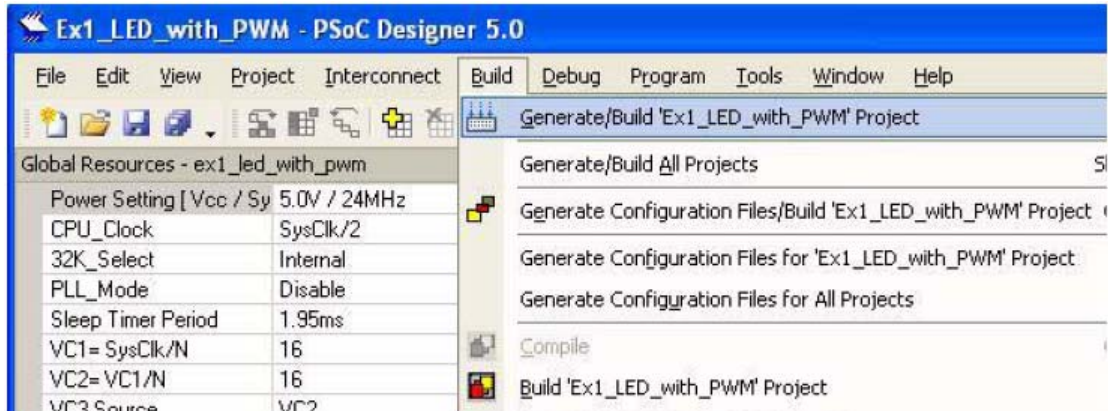 Ex1_LED_with_PWM - PSoC Designer 5.0
File Edit View Project Interconnect Build Debug Program Tools Window Help
Generate/Build 'Ex1_LED_with_PWM' Project
Global Resources - ex1_led_with_pwm
Generate/Build All Projects
Power Setting [ Vcc / Sy 5.0V / 24MHz
Generate Configuration Files/Build 'Ex1_LED_with_PWM' Project
CPU_Clock SysClk/2
32K_Select Internal
Generate Configuration Files for 'Ex1_LED_with_PWM' Project
PLL_Mode Disable
Generate Configuration Files for All Projects
Sleep Timer Period 1.95ms
VC1= SysClk/N 16
Compile
VC2= VC1/N 16
Build 'Ex1_LED_with_PWM' Project
VC3 Source VC2